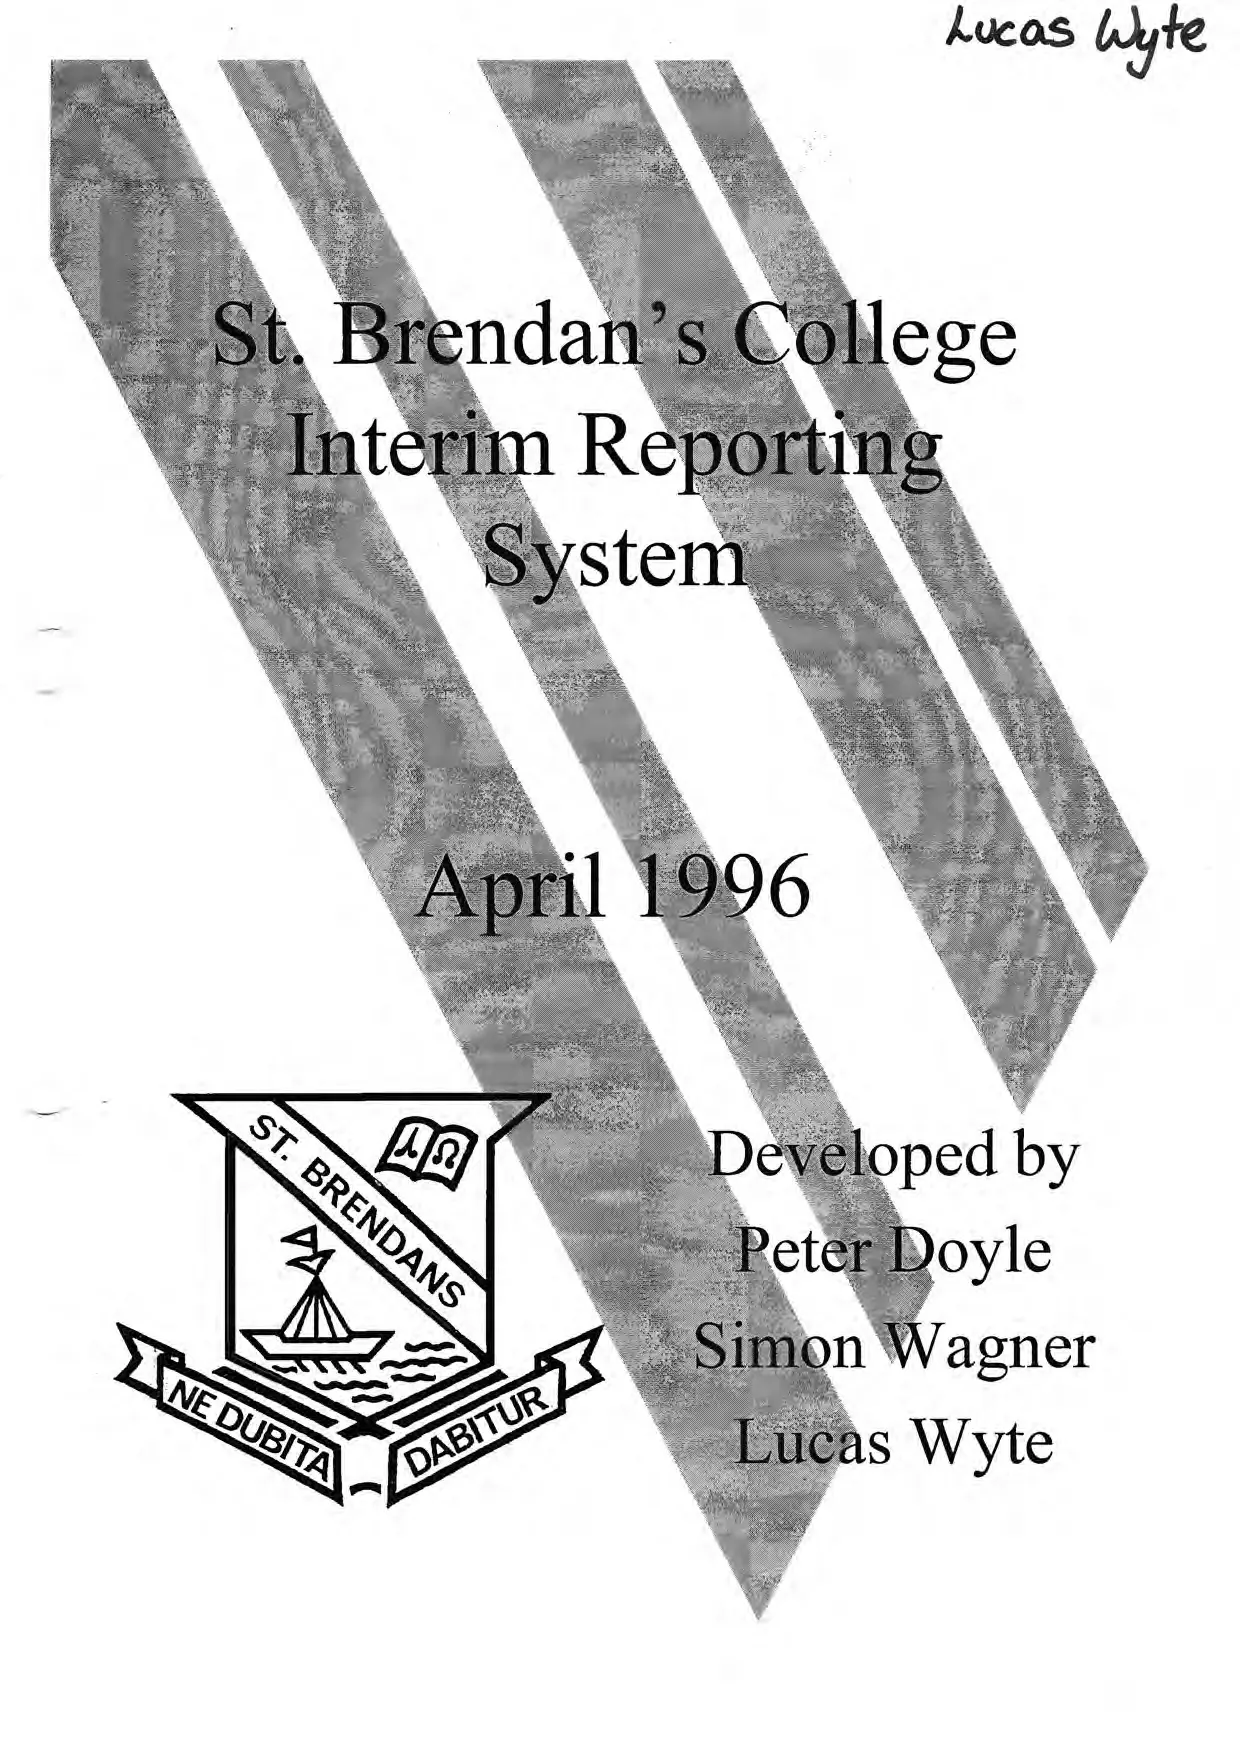 Lucas Wyte
St. Brendan's College
Interim Reporting
System
April 1996
ST. BRENDANS
NE DUBITA
DABITUR
Developed by
Peter Doyle
Simon Wagner
Lucas Wyte